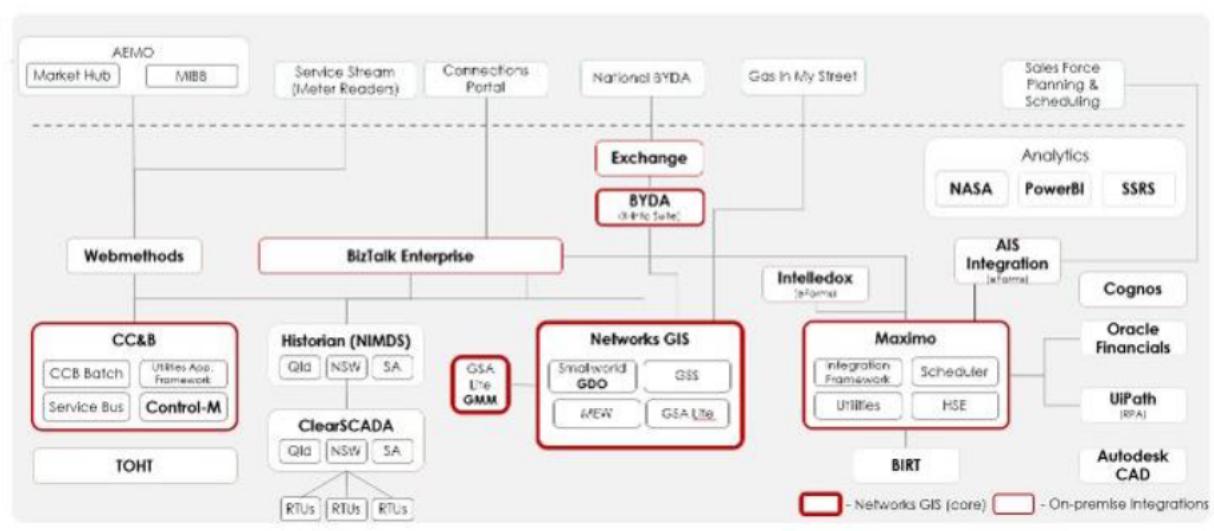 AEMO
Market Hub
MIBB
Service Stream
(Meter Readers)
Connections
Portal
National BYDA
Gas In My Street
Sales Force
Planning &
Scheduling
Exchange
BYDA
Analytics
NASA
PowerBI
SSRS
Webmethods
BizTalk Enterprise
AIS
Integration
(eForms)
Intelledox
(eForms)
Cognos
CC&B
CCB Batch
Utilities App.
Framework
Service Bus
Control-M
TOHT
Historian (NIMDS)
Qld
NSW
SA
ClearSCADA
Qld
NSW
SA
RTUs
RTUs
RTUs
GSA
Lite
GMM
Networks GIS
Smallworld
GDO
GSS
MEW
GSA Lite
Maximo
Integration
Framework
Scheduler
Utilities
HSE
BIRT
Oracle
Financials
UiPath
(RPA)
Autodesk
CAD
- Networks GIS (core)
- On-premise Integrations